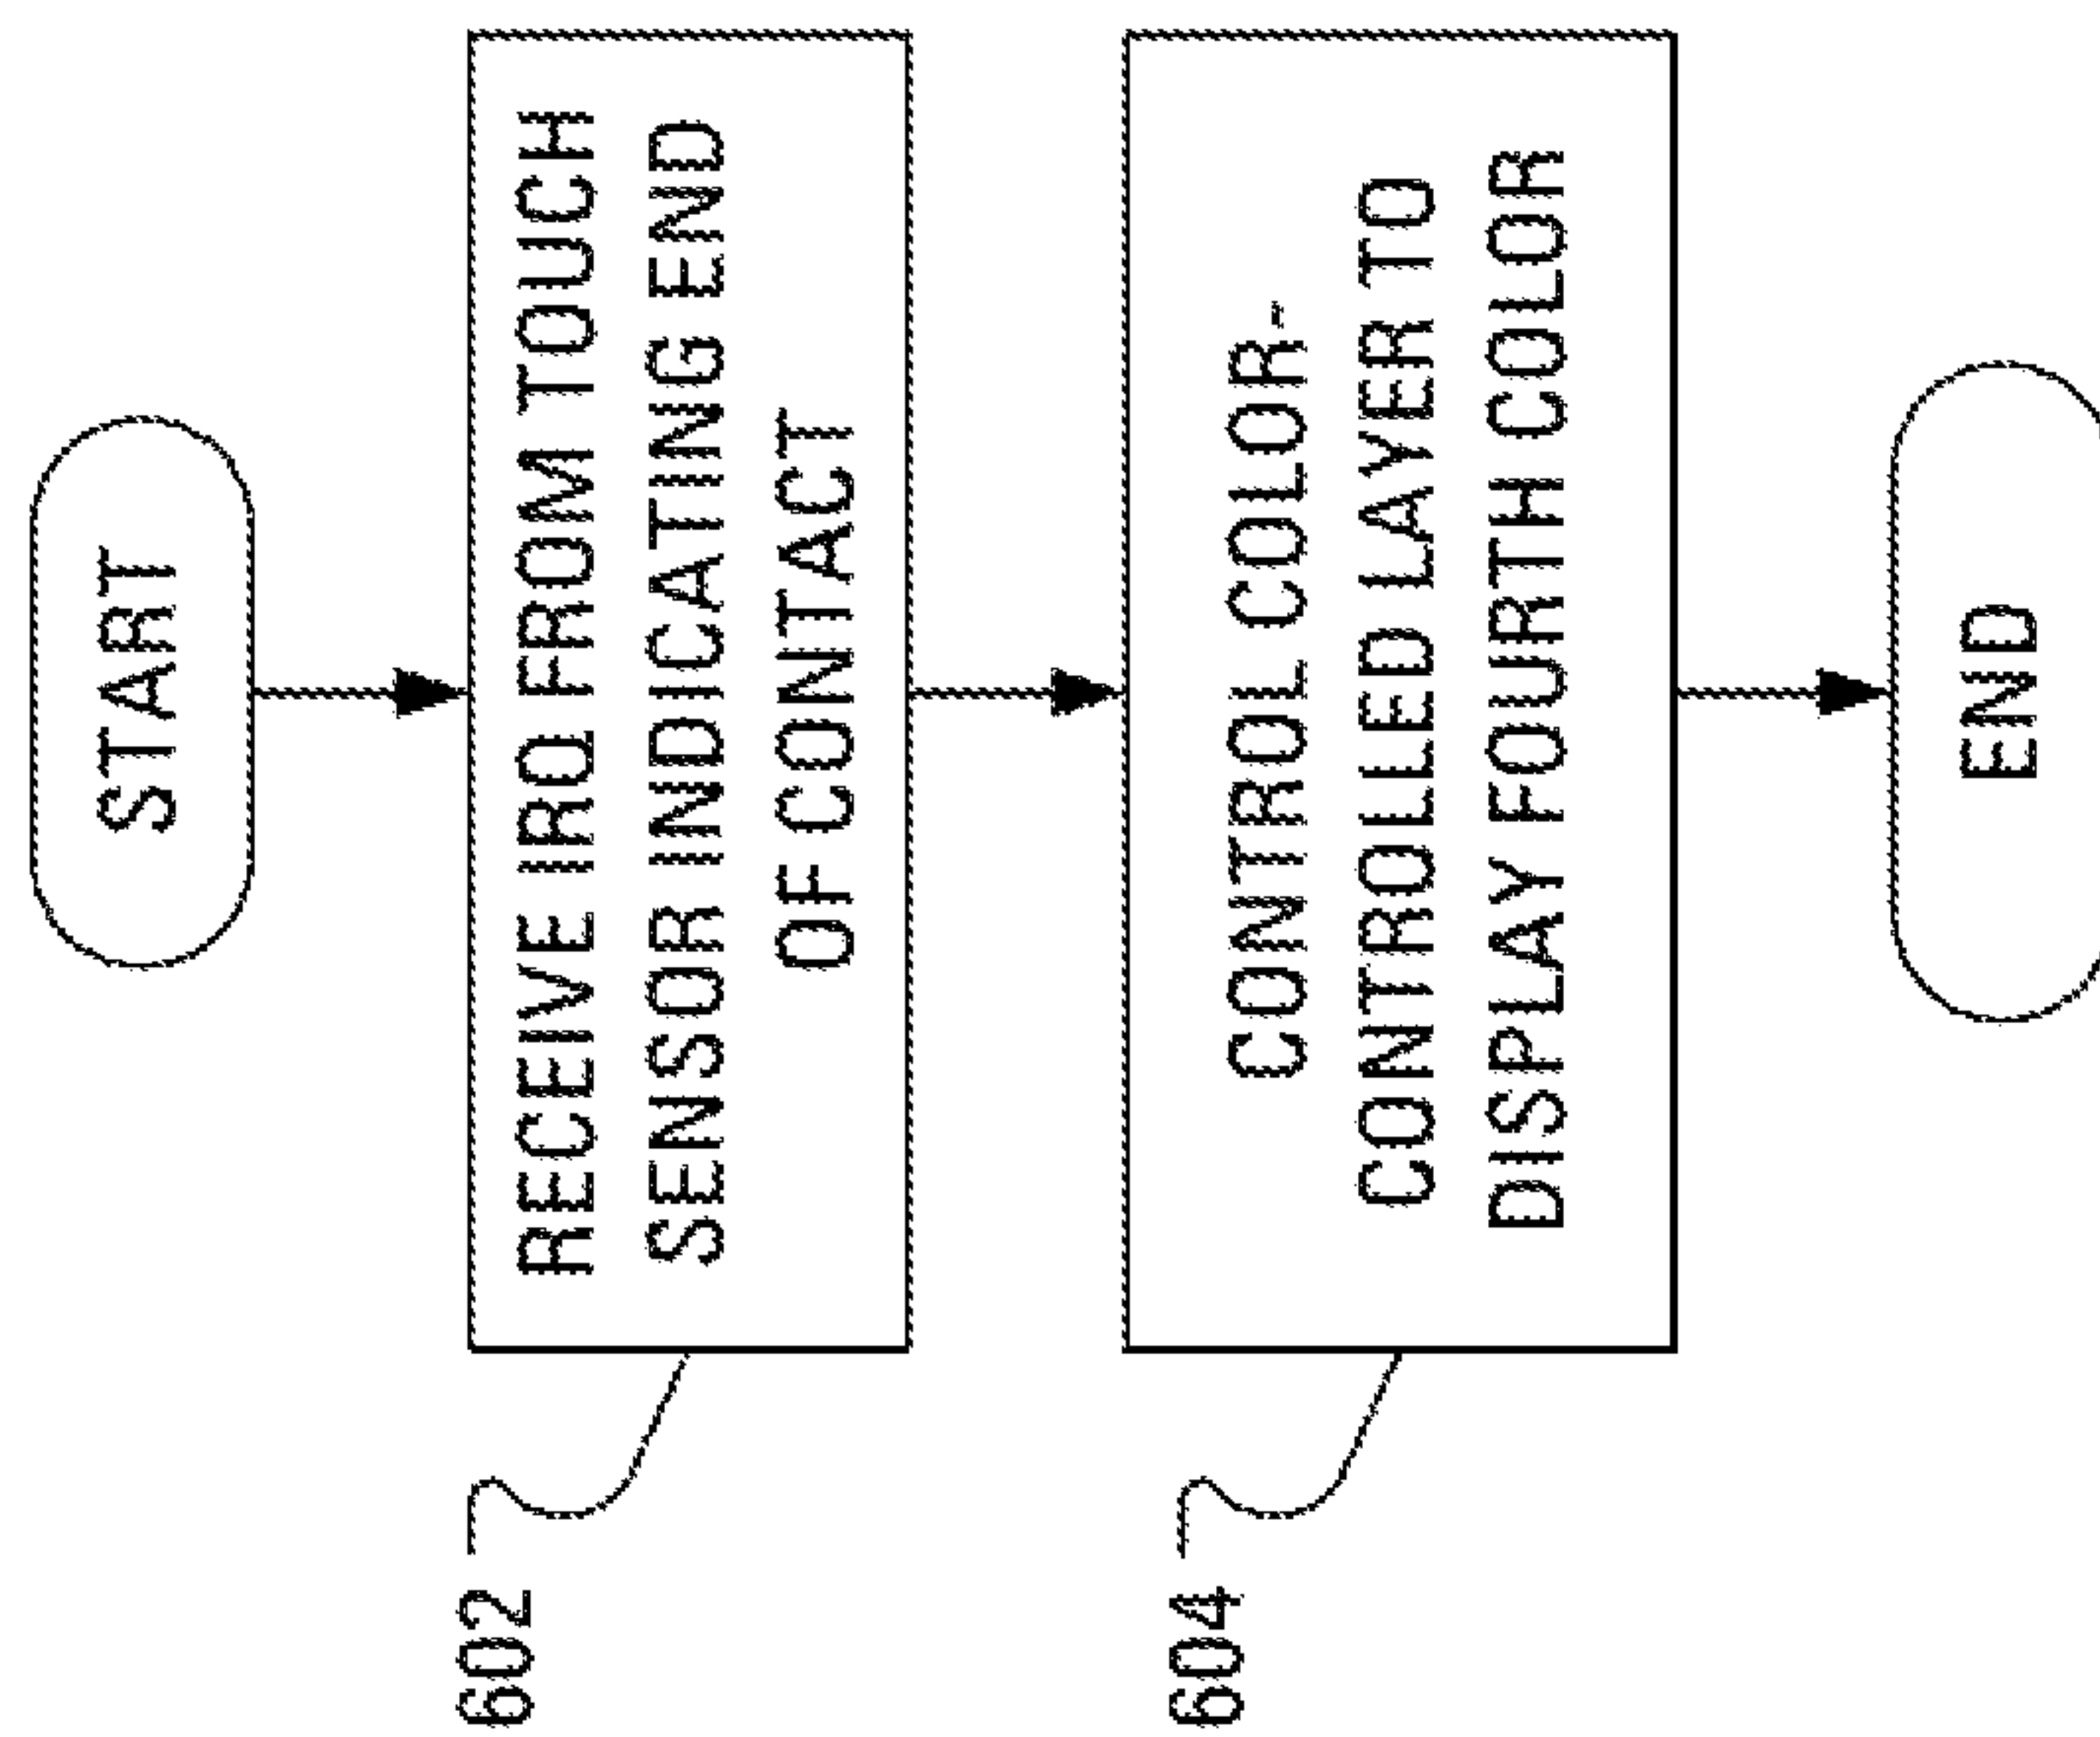 START
602
RECEIVE IRQ FROM TOUCH
SENSOR INDICATING END
OF CONTACT
604
CONTROL COLOR-
CONTROLLED LAYER TO
DISPLAY FOURTH COLOR
END